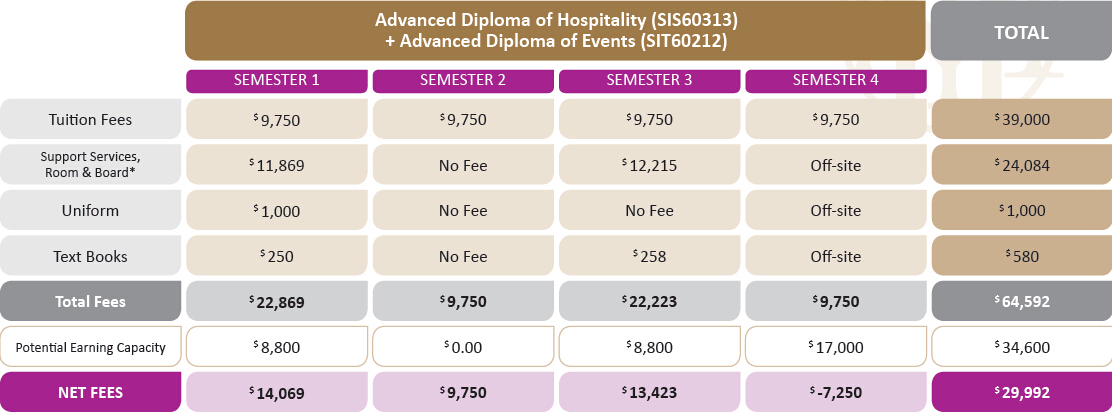 Advanced Diploma of Hospitality (SIS60313)
+ Advanced Diploma of Events (SIT60212)
TOTAL
SEMESTER 1 SEMESTER 2 SEMESTER 3 SEMESTER 4
Tuition Fees $9,750 $9,750 $9,750 $9,750 $39,000
Support Services,
Room & Board* $11,869 No Fee $12,215 Off-site $24,084
Uniform $1,000 No Fee No Fee Off-site $1,000
Text Books $250 No Fee $258 Off-site $580
Total Fees $22,869 $9,750 $22,223 $9,750 $64,592
Potential Earning Capacity $8,800 $0.00 $8,800 $17,000 $34,600
NET FEES $14,069 $9,750 $13,423 $-7,250 $29,992